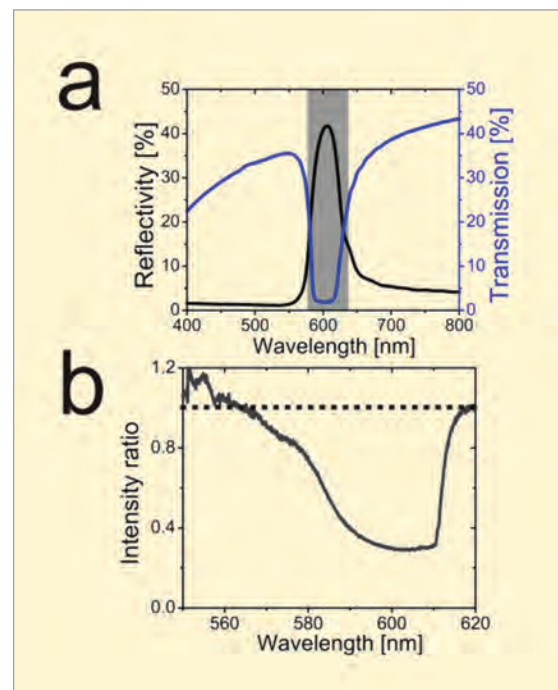 a
50
40
30
20
10
0
Reflectivity [%]
50
40
30
20
10
0
Transmission [%]
400 500 600 700 800
Wavelength [nm]
b
1.2
0.8
0.4
0.0
Intensity ratio
560 580 600 620
Wavelength [nm]